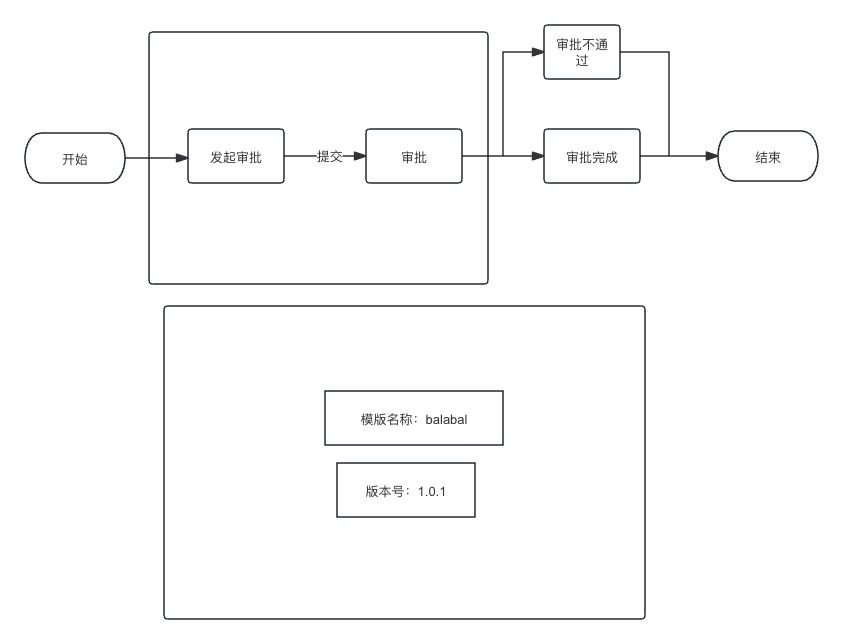 审批不通
过
开始
发起审批
提交
审批
审批完成
结束
模版名称：balabal
版本号：1.0.1